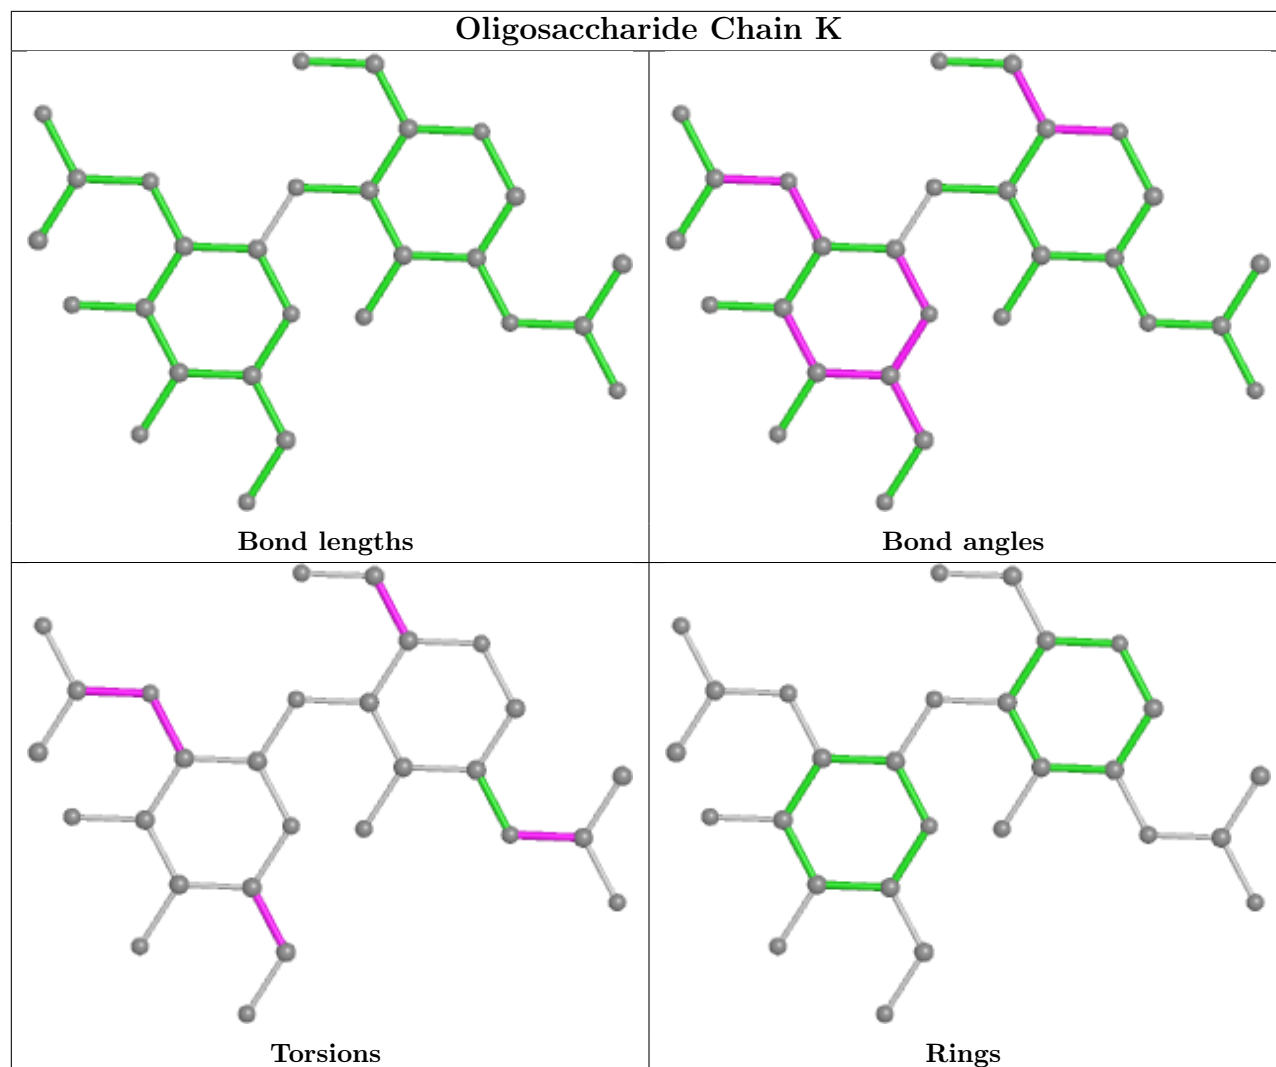 Oligosaccharide Chain K
Bond lengths
Bond angles
Torsions
Rings